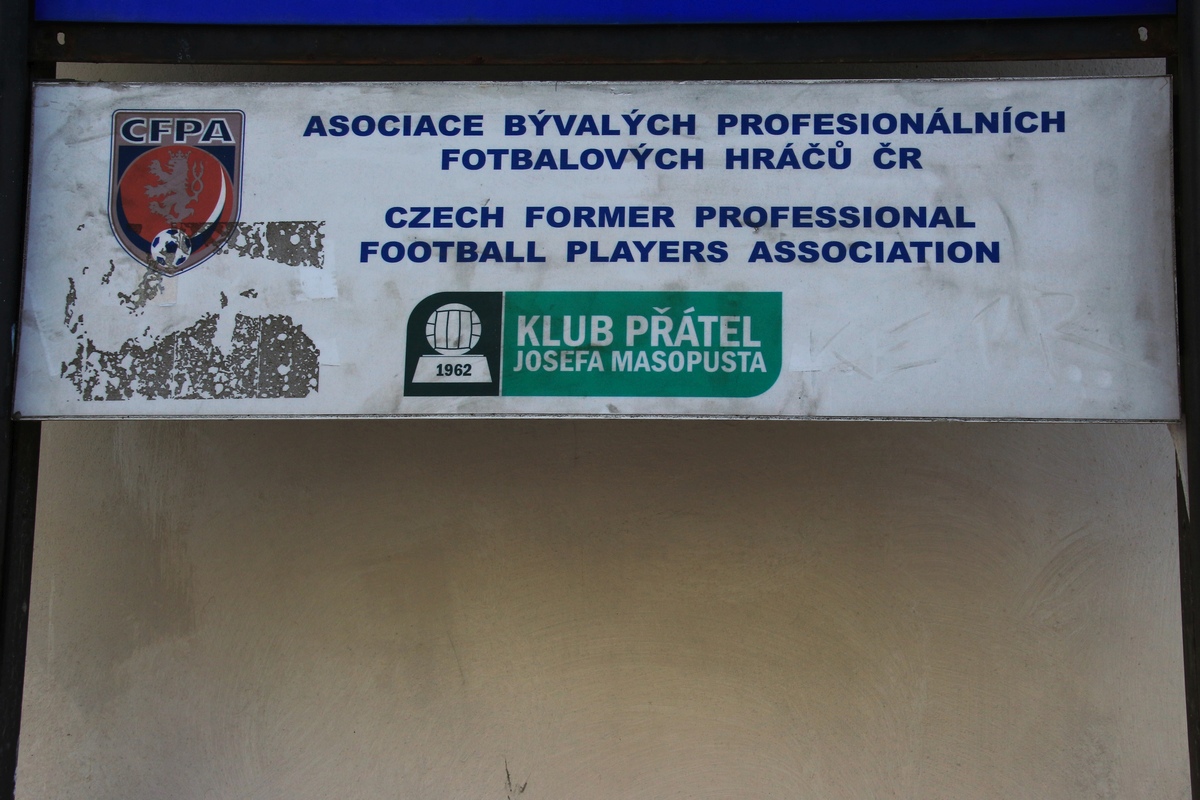 CFPA
ASOCIACE BÝVALÝCH PROFESIONÁLNÍCH
FOTBALOVÝCH HRÁČŮ ČR
CZECH FORMER PROFESSIONAL
FOOTBALL PLAYERS ASSOCIATION
1962
KLUB PŘÁTEL
JOSEFA MASOPUSTA